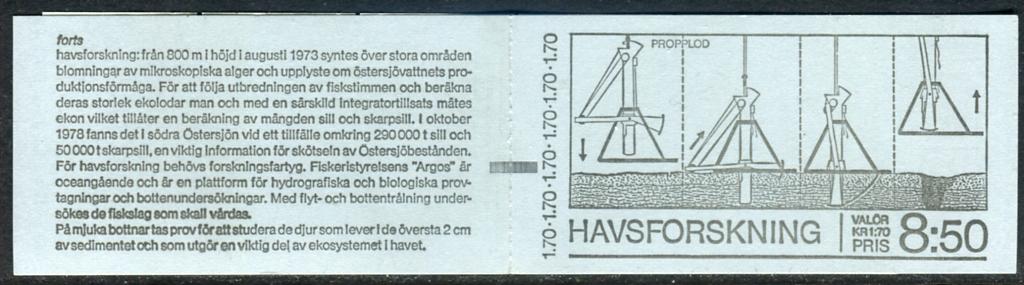 forts
havsforskning: från 800 m i höjd i augusti 1973 syntes över stora områden
blomningar av mikroskopiska alger och upplyste om östersjövattnets pro-
duktionsförmåga. För att följa utbredningen av fiskstimmen och beräkna
deras storlek ekolodar man och med en särskild integratortillsats mätes
ekon vilket tillåter en beräkning av mängden sill och skarpsill. I oktober
1978 fanns det i södra Östersjön vid ett tillfälle omkring 290 000 t sill och
50 000 t skarpsill, en viktig information för skötseln av Östersjöbestånden.
För havsforskning behövs forskningsfartyg. Fiskeristyrelsens "Argos" är
oceangående och är en plattform för hydrografiska och biologiska prov-
tagningar och bottenundersökningar. Med flyt- och bottentrålning under-
sökes de fiskslag som skall vårdas.
På mjuka bottnar tas prov för att studera de djur som lever i de översta 2 cm
av sedimentet och som utgör en viktig del av ekosystemet i havet.
1.70·1.70·1.70·1.70·1.70
PROPPLOD
HAVSFORSKNING
VALÖR
KR 1:70
PRIS
8:50